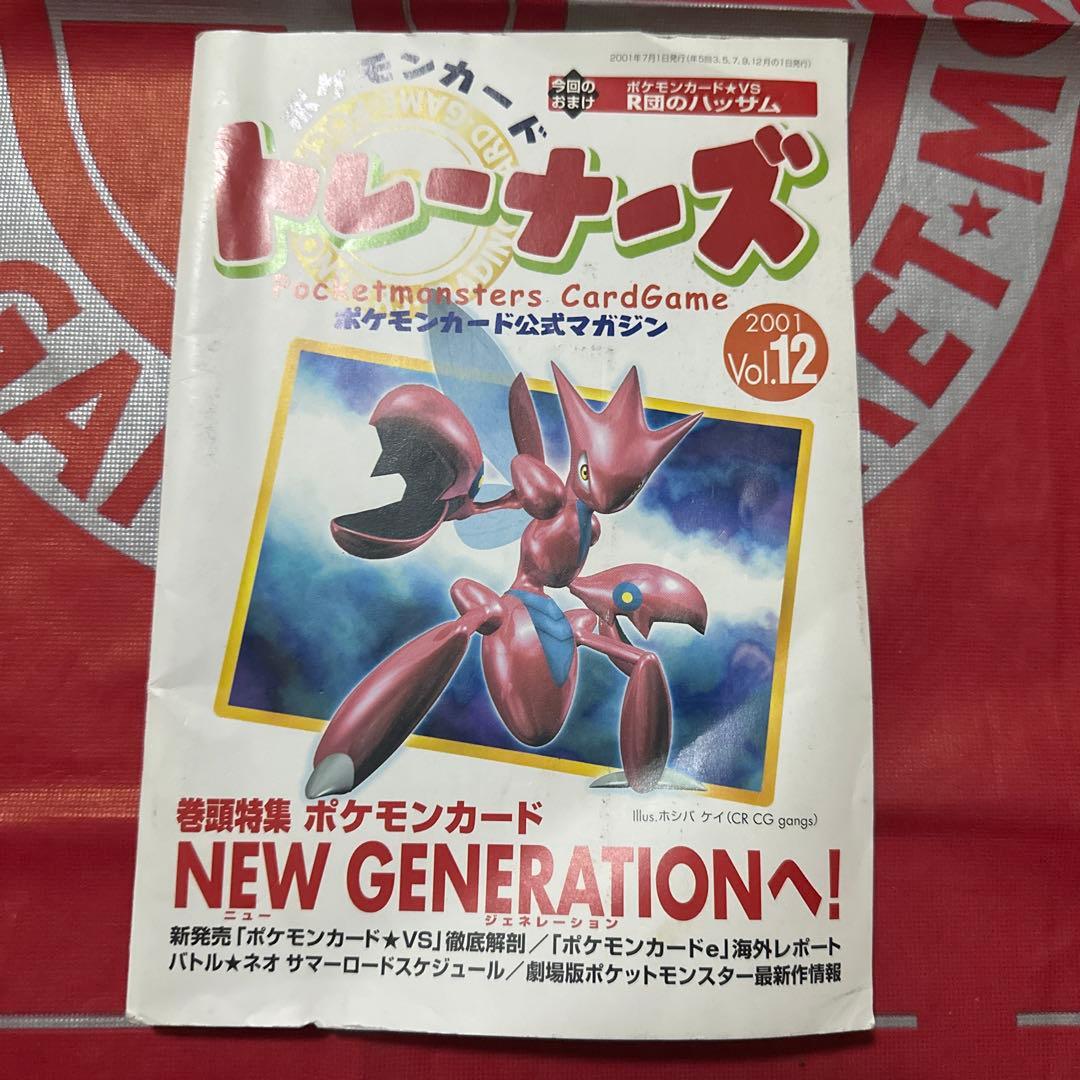 2001年7月1日発行(年5回3、5、7、9、12月の1日発行)
今回の
おまけ
ポケモンカード★VS
R団のハッサム
ポケモンカード
トレーナーズ
Pocketmonsters CardGame
ポケモンカード公式マガジン
2001
Vol.12
Illus.ホシバ ケイ(CR CG gangs)
巻頭特集 ポケモンカード
NEW GENERATIONへ!
ニュー ジェネレーション
新発売「ポケモンカード★VS」徹底解剖/「ポケモンカードe」海外レポート
バトル★ネオ サマーロードスケジュール/劇場版ポケットモンスター最新作情報